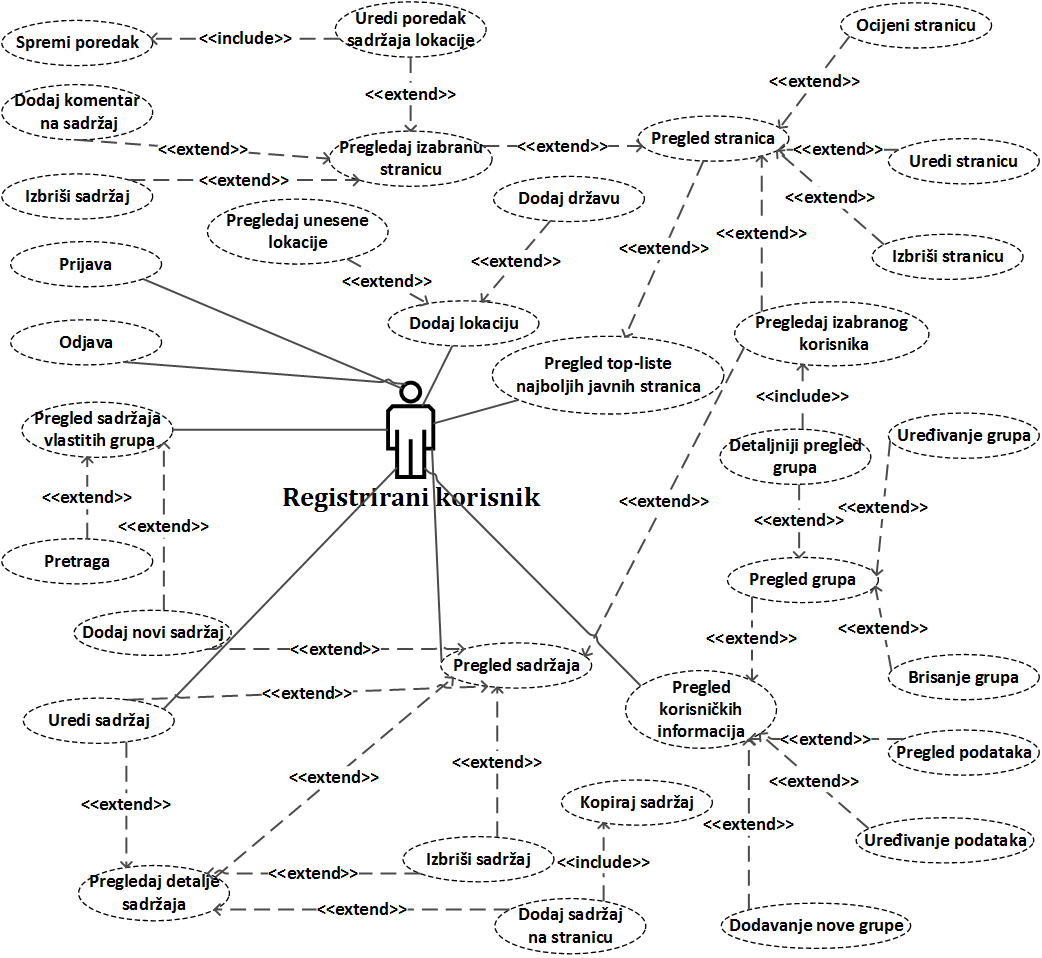 Uredi poredak
sadržaja lokacije
<<include>>
Spremi poredak
Ocijeni stranicu
<<extend>>
<<extend>>
Dodaj komentar
na sadržaj
<<extend>>
Pregledaj izabranu
stranicu
<<extend>>
Pregled stranica
<<extend>>
Uredi stranicu
<<extend>>
Izbriši sadržaj
<<extend>>
Dodaj državu
<<extend>>
Izbriši stranicu
Pregledaj unesene
lokacije
<<extend>>
<<extend>>
Prijava
<<extend>>
<<extend>>
Dodaj lokaciju
Pregledaj izabranog
korisnika
Odjava
Pregled top-liste
najboljih javnih stranica
<<include>>
Pregled sadržaja
vlastitih grupa
Detaljniji pregled
grupa
Uređivanje grupa
Registrirani korisnik
<<extend>>
<<extend>>
<<extend>>
<<extend>>
<<extend>>
Pretraga
Pregled grupa
Dodaj novi sadržaj
<<extend>>
<<extend>>
<<extend>>
Pregled sadržaja
Brisanje grupa
Pregled
korisničkih
informacija
<<extend>>
Uredi sadržaj
<<extend>>
Pregled podataka
<<extend>>
<<extend>>
<<extend>>
<<extend>>
Kopiraj sadržaj
<<extend>>
Uređivanje podataka
Izbriši sadržaj
<<include>>
<<extend>>
Pregledaj detalje
sadržaja
<<extend>>
Dodaj sadržaj
na stranicu
Dodavanje nove grupe